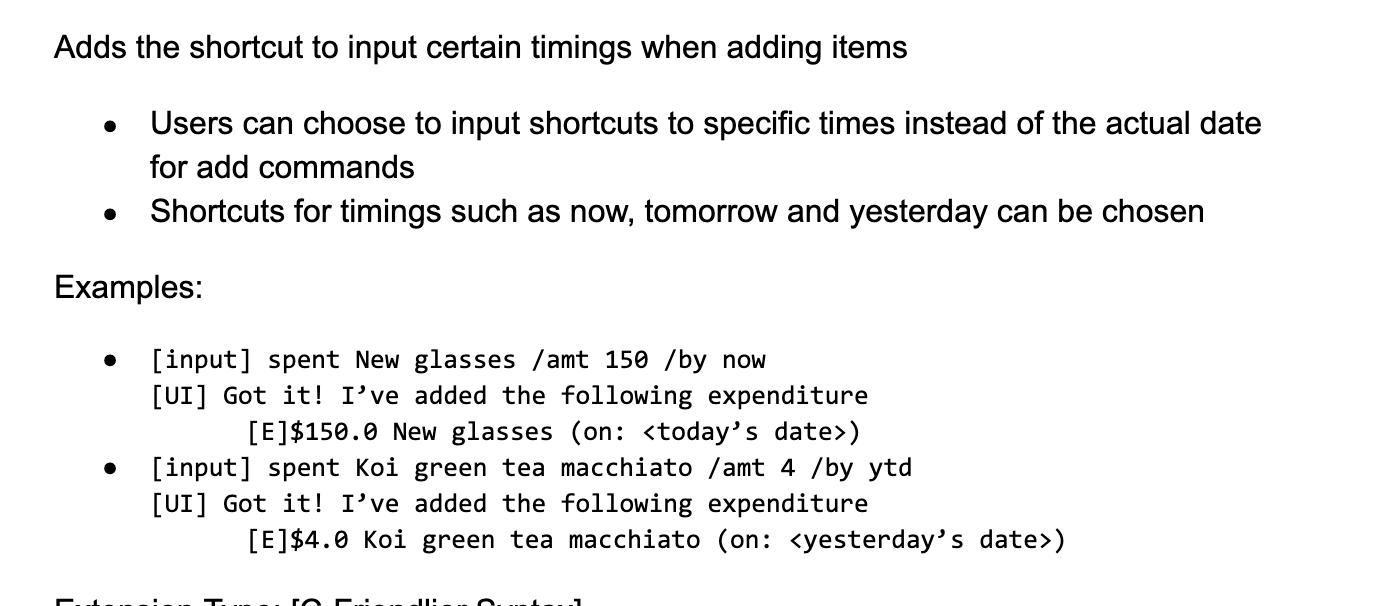 Adds the shortcut to input certain timings when adding items
● Users can choose to input shortcuts to specific times instead of the actual date
for add commands
● Shortcuts for timings such as now, tomorrow and yesterday can be chosen
Examples:
● [input] spent New glasses /amt 150 /by now
[UI] Got it! I’ve added the following expenditure
[E]$150.0 New glasses (on: <today’s date>)
● [input] spent Koi green tea macchiato /amt 4 /by ytd
[UI] Got it! I’ve added the following expenditure
[E]$4.0 Koi green tea macchiato (on: <yesterday’s date>)